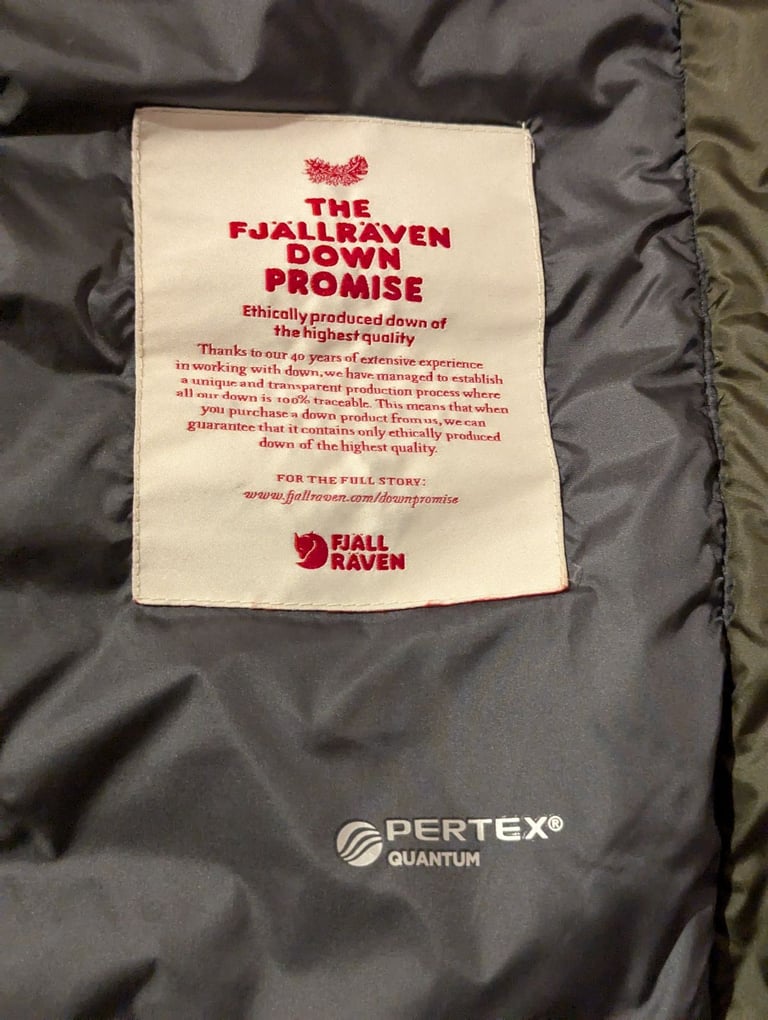 THE
FJÄLLRÄVEN
DOWN
PROMISE
Ethically produced down of
the highest quality
Thanks to our 40 years of extensive experience
in working with down, we have managed to establish
a unique and transparent production process where
all our down is 100% traceable. This means that when
you purchase a down product from us, we can
guarantee that it contains only ethically produced
down of the highest quality.
FOR THE FULL STORY:
www.fjallraven.com/downpromise
FJÄLL
RÄVEN
PERTEX®
QUANTUM